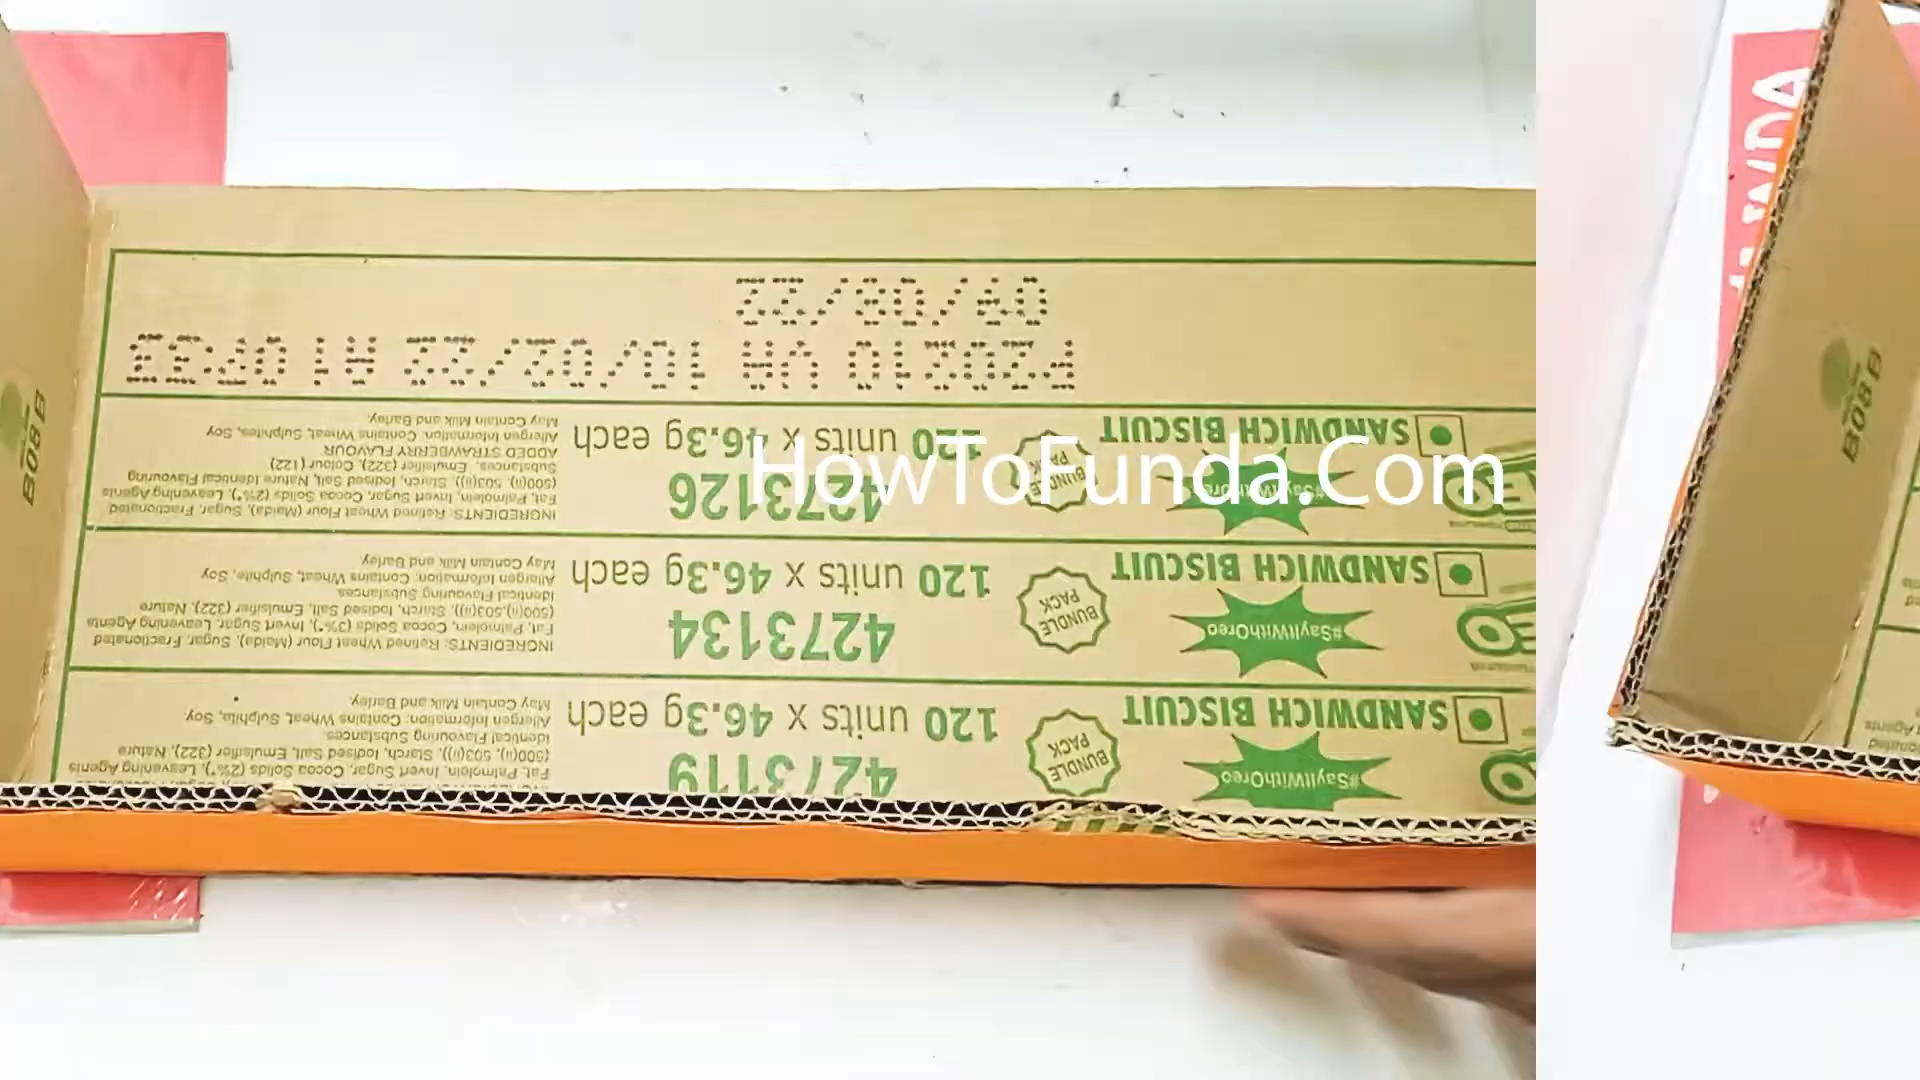 #SayItWithOreo
SANDWICH BISCUIT
BUNDLE
PACK
4273119
120 units x 46.3g each
Fat, Palmolein, Invert Sugar, Cocoa Solids (2%*), Leavening Agents
(500(ii), 503(ii)), Starch, Iodised Salt, Emulsifier (322), Nature
Identical Flavouring Substances.
Allergen Information: Contains Wheat, Sulphite, Soy.
May Contain Milk and Barley.
#SayItWithOreo
SANDWICH BISCUIT
BUNDLE
PACK
4273134
120 units x 46.3g each
INGREDIENTS: Refined Wheat Flour (Maida), Sugar, Fractionated
Fat, Palmolein, Cocoa Solids (3%*), Invert Sugar, Leavening Agents
(500(ii), 503(ii)), Starch, Iodised Salt, Emulsifier (322), Nature
Identical Flavouring Substances
Allergen Information: Contains Wheat, Sulphite, Soy
May Contain Milk and Barley.
#SayItWithOreo
SANDWICH BISCUIT
BUNDLE
PACK
4273126
120 units x 46.3g each
INGREDIENTS: Refined Wheat Flour (Maida), Sugar, Fractionated
Fat, Palmolein, Invert Sugar, Cocoa Solids (2%*), Leavening Agents
(500(ii), 503(ii)), Starch, Iodised Salt, Nature Identical Flavouring
Substances, Emulsifier (322), Colour (122)
ADDED STRAWBERRY FLAVOUR
Allergen Information: Contains Wheat, Sulphites, Soy
May Contain Milk and Barley.
10/02/22
09/08/22
HowToFunda.Com
B08B
B08B